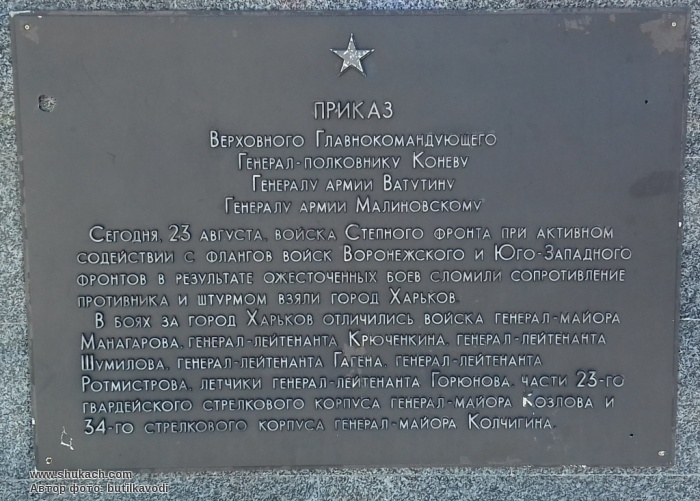 ПРИКАЗ
Верховного Главнокомандующего
Генерал-полковнику Коневу
Генералу армии Ватутину
Генералу армии Малиновскому
Сегодня, 23 августа, войска Степного фронта при активном
содействии с флангов войск Воронежского и Юго-Западного
фронтов в результате ожесточенных боев сломили сопротивление
противника и штурмом взяли город Харьков.
В боях за город Харьков отличились войска генерал-майора
Манагарова, генерал-лейтенанта Крюченкина, генерал-лейтенанта
Шумилова, генерал-лейтенанта Гагена, генерал-лейтенанта
Ротмистрова, летчики генерал-лейтенанта Горюнова, части 23-го
гвардейского стрелкового корпуса генерал-майора Козлова и
34-го стрелкового корпуса генерал-майора Колчигина.
www.shukach.com
Автор фото: butilkavodi